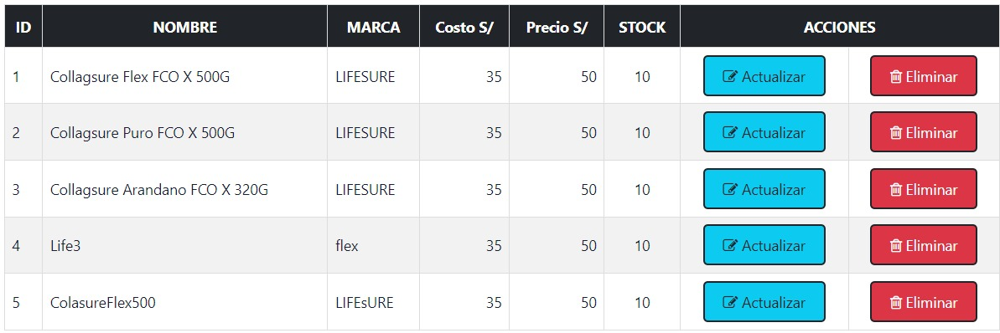 ID NOMBRE MARCA Costo S/ Precio S/ STOCK ACCIONES
1 Collagsure Flex FCO X 500G LIFESURE 35 50 10 Actualizar Eliminar
2 Collagsure Puro FCO X 500G LIFESURE 35 50 10 Actualizar Eliminar
3 Collagsure Arandano FCO X 320G LIFESURE 35 50 10 Actualizar Eliminar
4 Life3 flex 35 50 10 Actualizar Eliminar
5 ColasureFlex500 LIFEsURE 35 50 10 Actualizar Eliminar